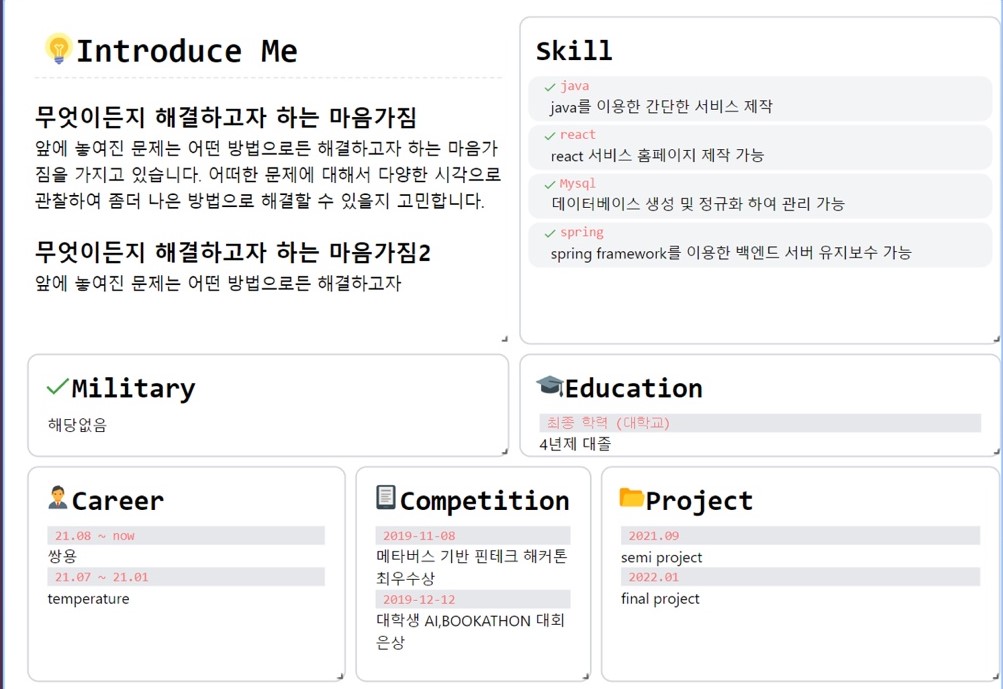 Introduce Me
무엇이든지 해결하고자 하는 마음가짐
앞에 놓여진 문제는 어떤 방법으로든 해결하고자 하는 마음가
짐을 가지고 있습니다. 어떠한 문제에 대해서 다양한 시각으로
관찰하여 좀더 나은 방법으로 해결할 수 있을지 고민합니다.
무엇이든지 해결하고자 하는 마음가짐2
앞에 놓여진 문제는 어떤 방법으로든 해결하고자
Skill
java
java를 이용한 간단한 서비스 제작
react
react 서비스 홈페이지 제작 가능
Mysql
데이터베이스 생성 및 정규화 하여 관리 가능
spring
spring framework를 이용한 백엔드 서버 유지보수 가능
Military
해당없음
Education
최종 학력 (대학교)
4년제 대졸
Career
21.08 ~ now
쌍용
21.07 ~ 21.01
temperature
Competition
2019-11-08
메타버스 기반 핀테크 해커톤
최우수상
2019-12-12
대학생 AI,BOOKATHON 대회
은상
Project
2021.09
semi project
2022.01
final project